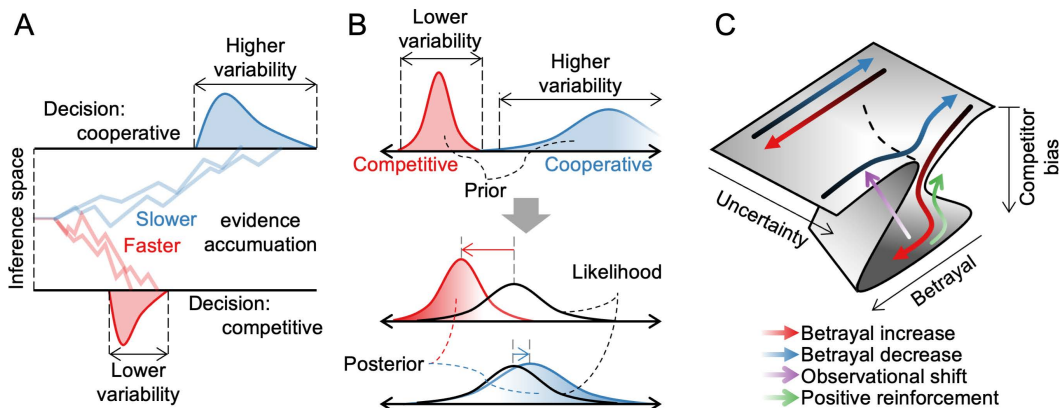 A
Higher
variability
Decision:
cooperative
Inference space
Slower
Faster
evidence
accumuation
Decision:
competitive
Lower
variability
B
Lower
variability
Higher
variability
Competitive
Cooperative
Prior
Likelihood
Posterior
C
Competitor
bias
Uncertainty
Betrayal
Betrayal increase
Betrayal decrease
Observational shift
Positive reinforcement